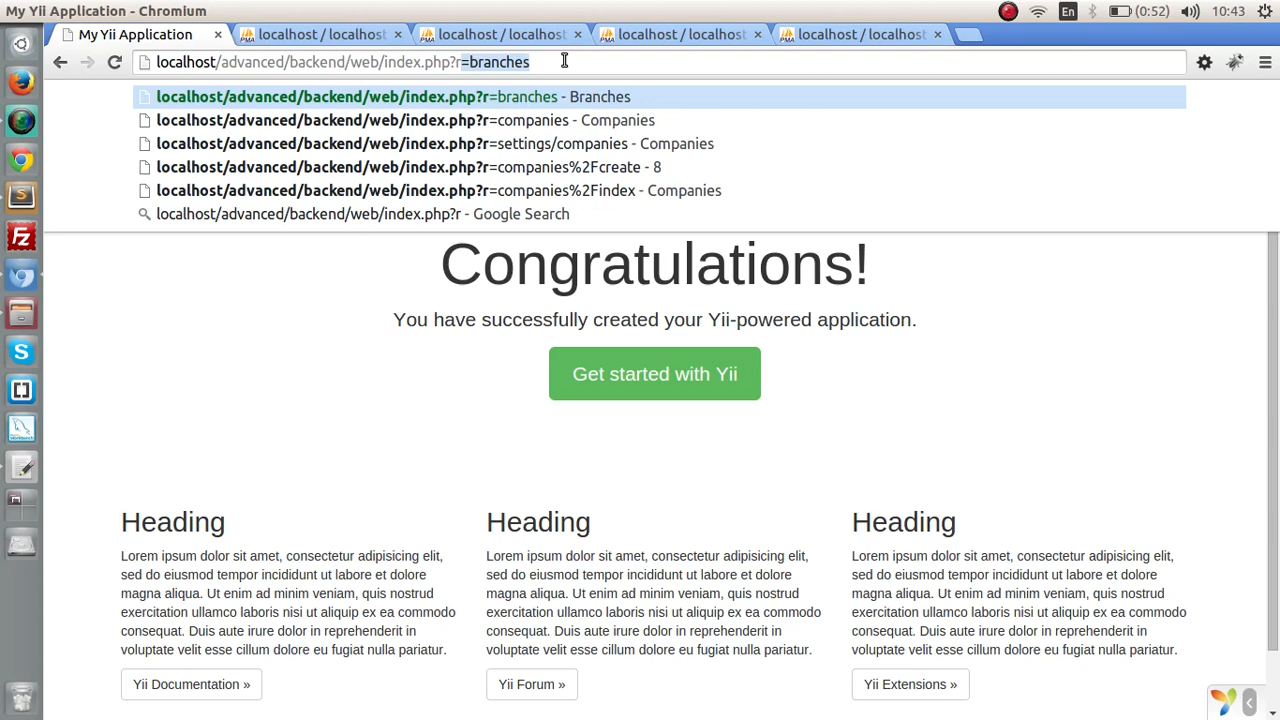 My Yii Application - Chromium
En
(0:52)
10:43
My Yii Application ×
PMA localhost / localhost ×
PMA localhost / localhost ×
PMA localhost / localhost ×
PMA localhost / localhost ×
localhost/advanced/backend/web/index.php?r=branches
localhost/advanced/backend/web/index.php?r=branches - Branches
localhost/advanced/backend/web/index.php?r=companies - Companies
localhost/advanced/backend/web/index.php?r=settings/companies - Companies
localhost/advanced/backend/web/index.php?r=companies%2Fcreate - 8
localhost/advanced/backend/web/index.php?r=companies%2Findex - Companies
localhost/advanced/backend/web/index.php?r - Google Search
Congratulations!
You have successfully created your Yii-powered application.
Get started with Yii
Heading
Lorem ipsum dolor sit amet, consectetur adipisicing elit,
sed do eiusmod tempor incididunt ut labore et dolore
magna aliqua. Ut enim ad minim veniam, quis nostrud
exercitation ullamco laboris nisi ut aliquip ex ea commodo
consequat. Duis aute irure dolor in reprehenderit in
voluptate velit esse cillum dolore eu fugiat nulla pariatur.
Yii Documentation »
Heading
Lorem ipsum dolor sit amet, consectetur adipisicing elit,
sed do eiusmod tempor incididunt ut labore et dolore
magna aliqua. Ut enim ad minim veniam, quis nostrud
exercitation ullamco laboris nisi ut aliquip ex ea commodo
consequat. Duis aute irure dolor in reprehenderit in
voluptate velit esse cillum dolore eu fugiat nulla pariatur.
Yii Forum »
Heading
Lorem ipsum dolor sit amet, consectetur adipisicing elit,
sed do eiusmod tempor incididunt ut labore et dolore
magna aliqua. Ut enim ad minim veniam, quis nostrud
exercitation ullamco laboris nisi ut aliquip ex ea commodo
consequat. Duis aute irure dolor in reprehenderit in
voluptate velit esse cillum dolore eu fugiat nulla pariatur.
Yii Extensions »